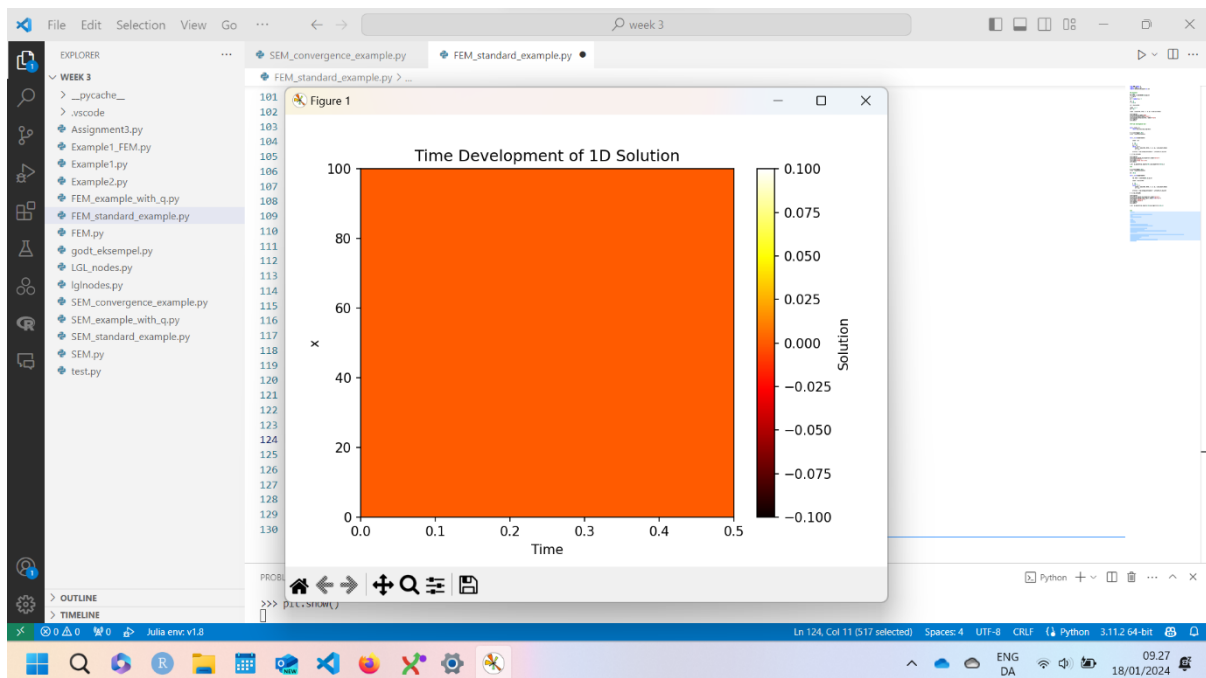 File Edit Selection View Go ... week 3
EXPLORER ...
WEEK 3
__pycache__
.vscode
Assignment3.py
Example1_FEM.py
Example1.py
Example2.py
FEM_example_with_q.py
FEM_standard_example.py
FEM.py
godt_eksempel.py
LGL_nodes.py
lglnodes.py
SEM_convergence_example.py
SEM_example_with_q.py
SEM_standard_example.py
SEM.py
test.py
OUTLINE
TIMELINE
SEM_convergence_example.py FEM_standard_example.py
FEM_standard_example.py > ...
101
102
103
104
105
106
107
108
109
110
111
112
113
114
115
116
117
118
119
120
121
122
123
124
125
126
127
128
129
130
Figure 1
Time Development of 1D Solution
100
80
60
40
20
0
x
0.0 0.1 0.2 0.3 0.4 0.5
Time
0.100
0.075
0.050
0.025
0.000
−0.025
−0.050
−0.075
−0.100
Solution
Python
>>> plt.show()
0 0 0 Julia env: v1.8 Ln 124, Col 11 (517 selected) Spaces: 4 UTF-8 CRLF Python 3.11.2 64-bit
ENG
DA
09.27
18/01/2024